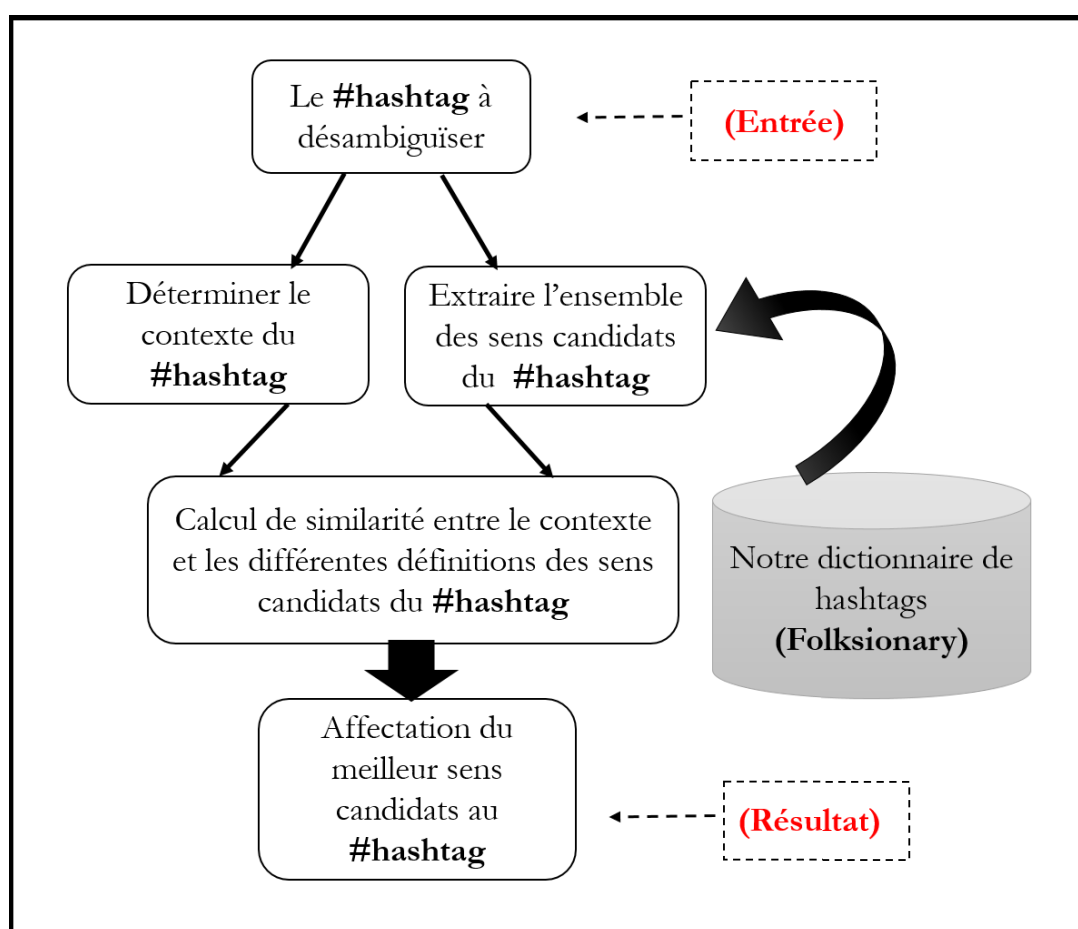 Le #hashtag à
désambiguïser
(Entrée)
Déterminer le
contexte du
#hashtag
Extraire l’ensemble
des sens candidats
du #hashtag
Calcul de similarité entre le contexte
et les différentes définitions des sens
candidats du #hashtag
Notre dictionnaire de
hashtags
(Folksionary)
Affectation du
meilleur sens
candidats au
#hashtag
(Résultat)